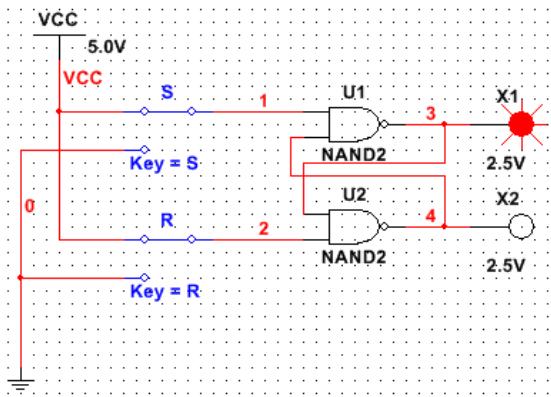 VCC
5.0V
VCC
S
1
U1
3
X1
Key = S
NAND2
2.5V
0
R
2
U2
4
X2
NAND2
2.5V
Key = R